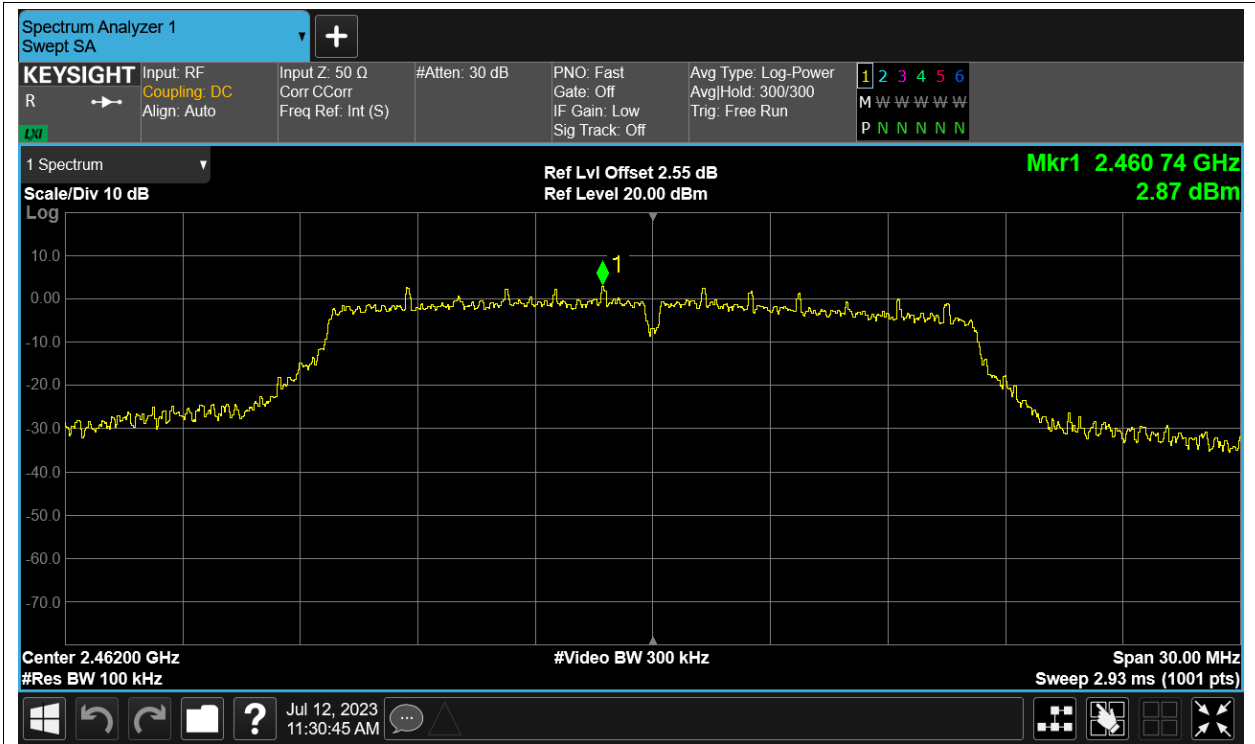 Spectrum Analyzer 1
Swept SA
KEYSIGHT
R
LXI
Input: RF
Coupling: DC
Align: Auto
Input Z: 50 Ω
Corr CCorr
Freq Ref: Int (S)
#Atten: 30 dB
PNO: Fast
Gate: Off
IF Gain: Low
Sig Track: Off
Avg Type: Log-Power
Avg|Hold: 300/300
Trig: Free Run
1 2 3 4 5 6
M W W W W W
P N N N N N
1 Spectrum
Scale/Div 10 dB
Log
Ref Lvl Offset 2.55 dB
Ref Level 20.00 dBm
Mkr1 2.460 74 GHz
2.87 dBm
1
10.0
0.00
-10.0
-20.0
-30.0
-40.0
-50.0
-60.0
-70.0
Center 2.46200 GHz
#Res BW 100 kHz
#Video BW 300 kHz
Span 30.00 MHz
Sweep 2.93 ms (1001 pts)
?
Jul 12, 2023
11:30:45 AM